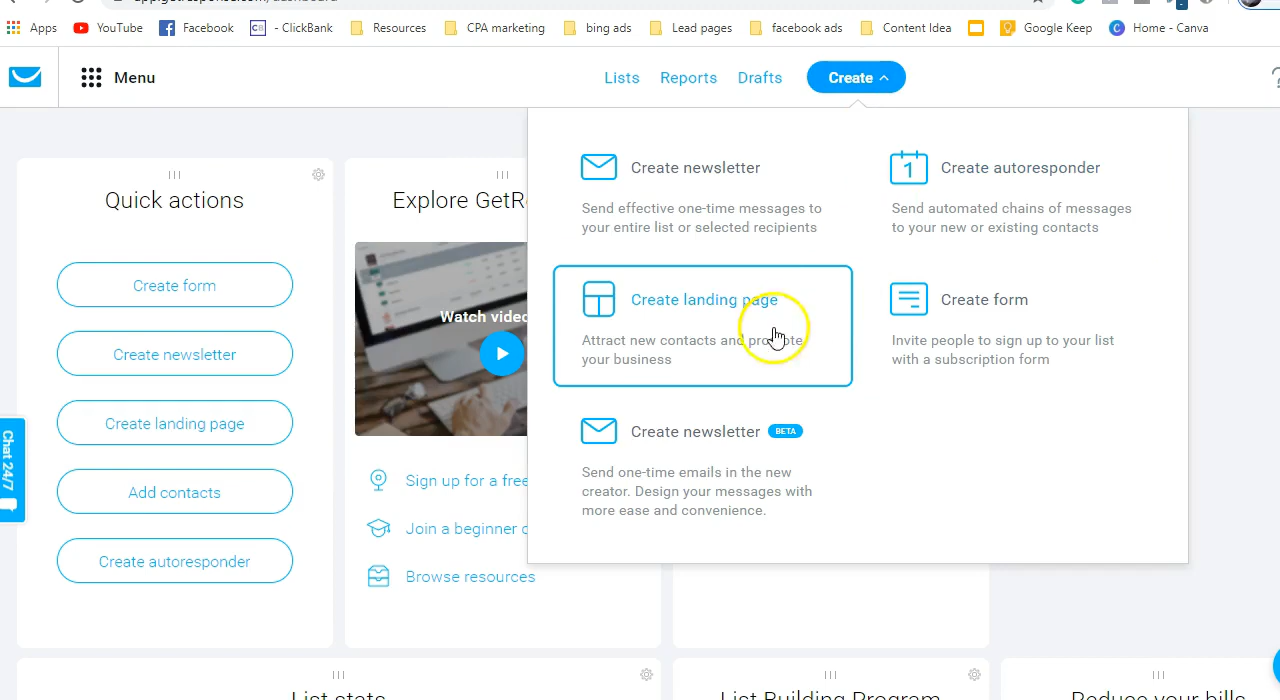 Apps YouTube Facebook - ClickBank Resources CPA marketing bing ads Lead pages facebook ads Content Idea Google Keep Home - Canva
Menu Lists Reports Drafts Create
Quick actions
Create form
Create newsletter
Create landing page
Add contacts
Create autoresponder
Explore GetR
Watch video
Sign up for a free
Join a beginner
Browse resources
Create newsletter
Send effective one-time messages to
your entire list or selected recipients
Create autoresponder
Send automated chains of messages
to your new or existing contacts
Create landing page
Attract new contacts and promote
your business
Create form
Invite people to sign up to your list
with a subscription form
Create newsletter BETA
Send one-time emails in the new
creator. Design your messages with
more ease and convenience.
Chat 24/7
List stats
List Building Program
Reduce your bills